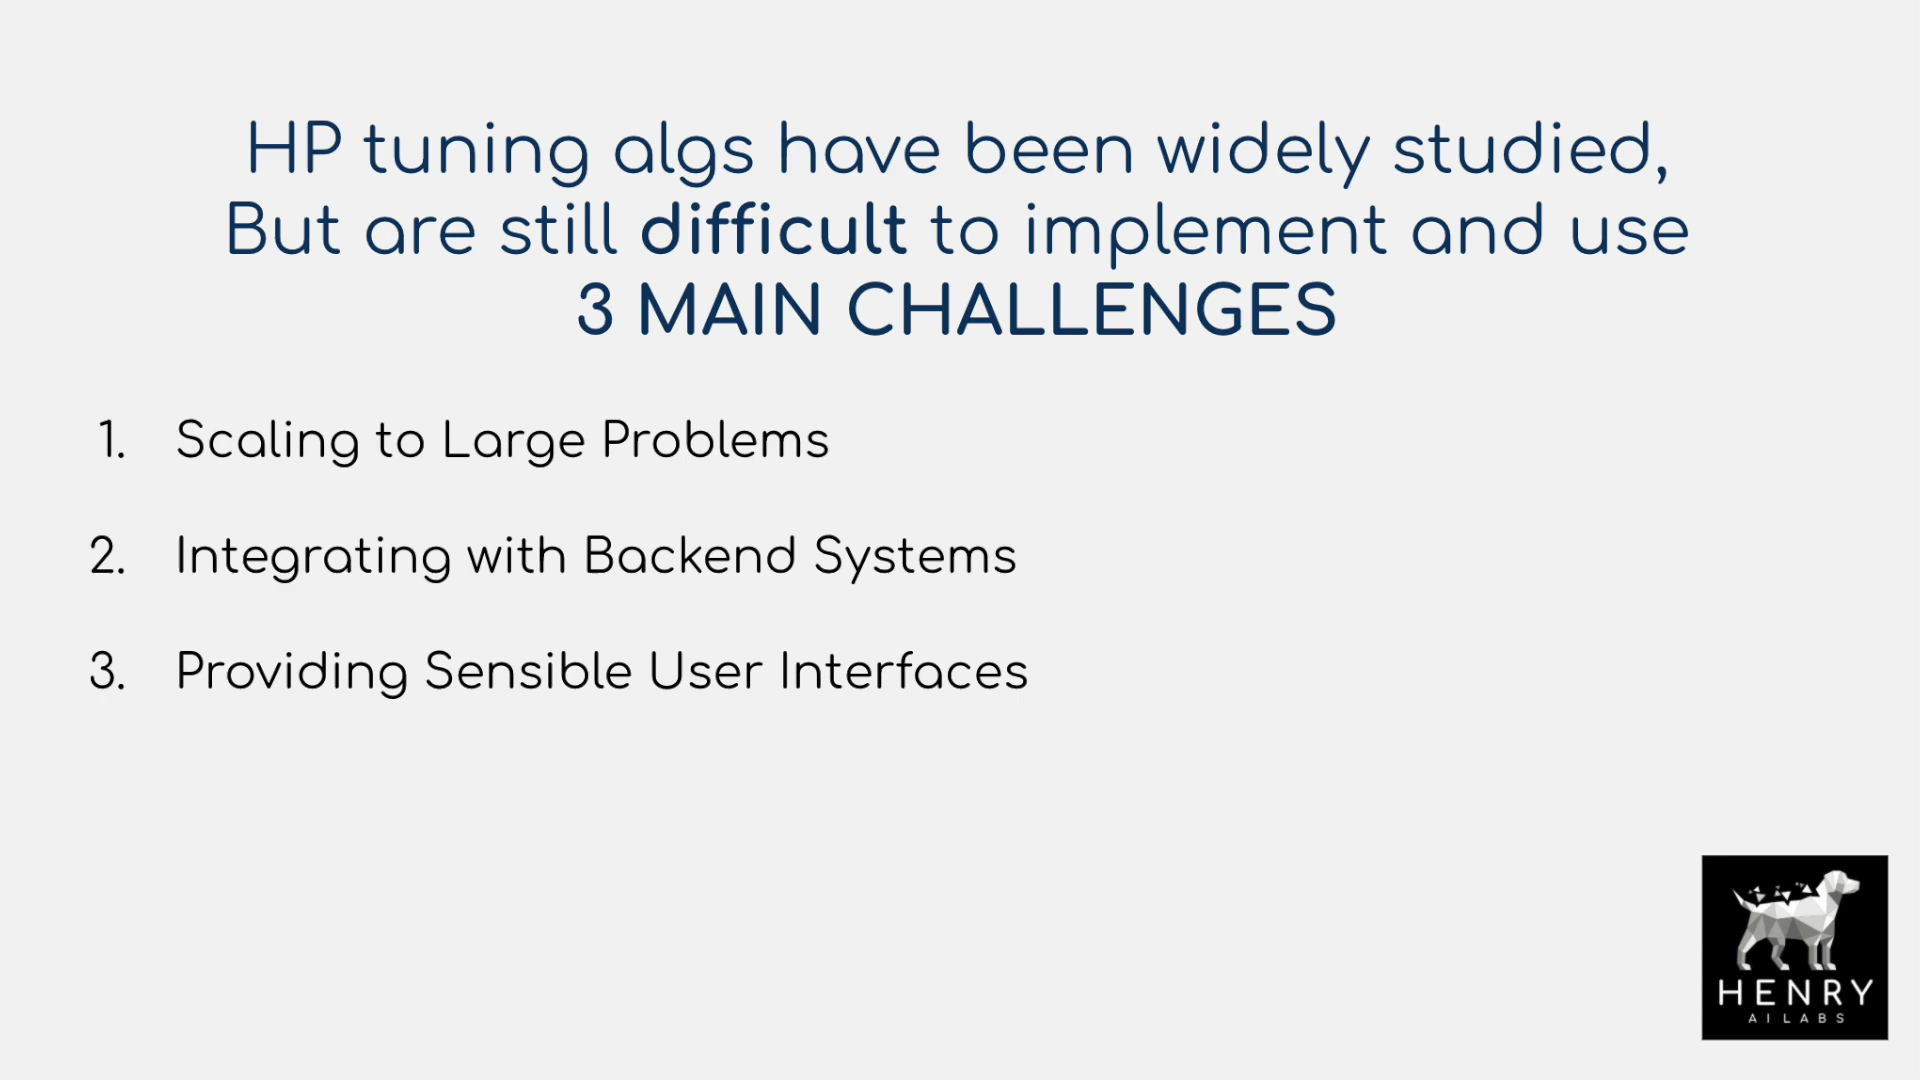 HP tuning algs have been widely studied,
But are still difficult to implement and use
3 MAIN CHALLENGES
1. Scaling to Large Problems
2. Integrating with Backend Systems
3. Providing Sensible User Interfaces
HENRY
AI LABS